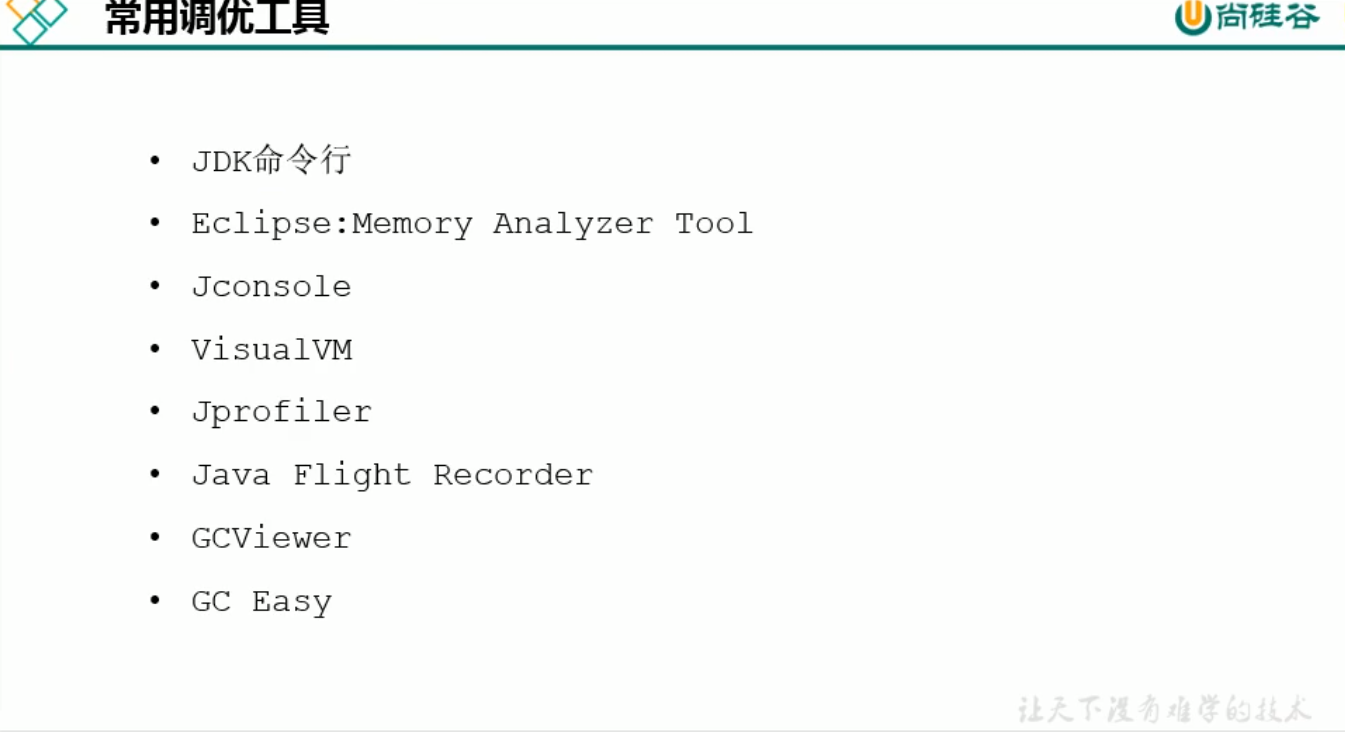 常用调优工具
尚硅谷
• JDK命令行
• Eclipse:Memory Analyzer Tool
• Jconsole
• VisualVM
• Jprofiler
• Java Flight Recorder
• GCViewer
• GC Easy
让天下没有难学的技术